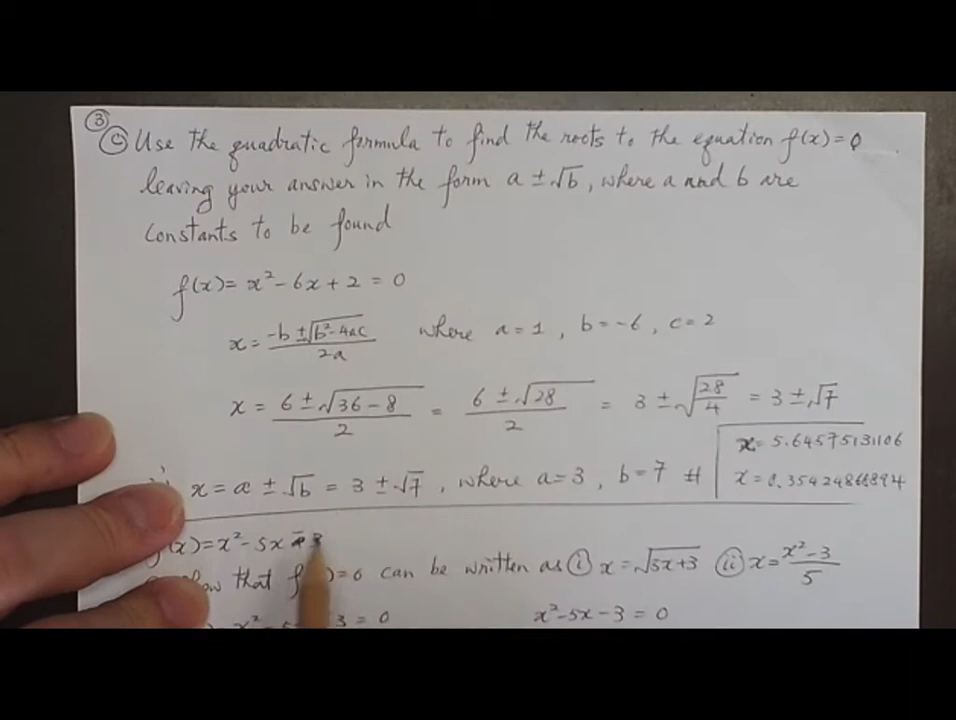 ③
ⓒ Use the quadratic formula to find the roots to the equation f(x)=0
leaving your answer in the form a ± √b, where a and b are
constants to be found
f(x) = x² - 6x + 2 = 0
x = (-b ± √(b²-4ac))/2a where a = 1, b = -6, c = 2
x = (6 ± √(36-8))/2 = (6 ± √28)/2 = 3 ± √(28/4) = 3 ± √7
x = 5.64575131106
x = 0.35424868894
x = a ± √b = 3 ± √7, where a = 3, b = 7 #
(x) = x² - 5x - 3
that f =0 can be written as ⓘ x = √(5x+3) ⓘⓘ x = (x²-3)/5
3 = 0 x² - 5x - 3 = 0